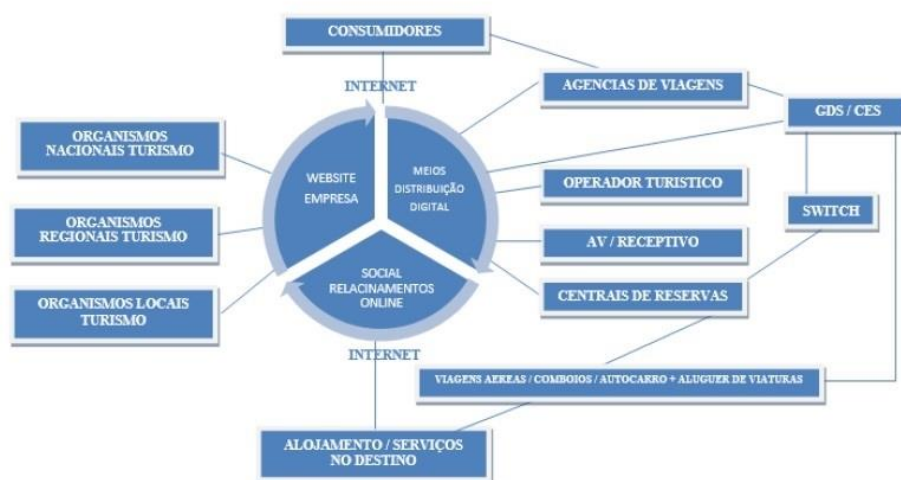 CONSUMIDORES
INTERNET
AGENCIAS DE VIAGENS
GDS / CES
ORGANISMOS
NACIONAIS TURISMO
WEBSITE
EMPRESA
MEIOS
DISTRIBUIÇÃO
DIGITAL
OPERADOR TURISTICO
SWITCH
ORGANISMOS
REGIONAIS TURISMO
AV / RECEPTIVO
SOCIAL
RELACINAMENTOS
ONLINE
CENTRAIS DE RESERVAS
ORGANISMOS LOCAIS
TURISMO
INTERNET
VIAGENS AEREAS / COMBOIOS / AUTOCARRO + ALUGUER DE VIATURAS
ALOJAMENTO / SERVIÇOS
NO DESTINO